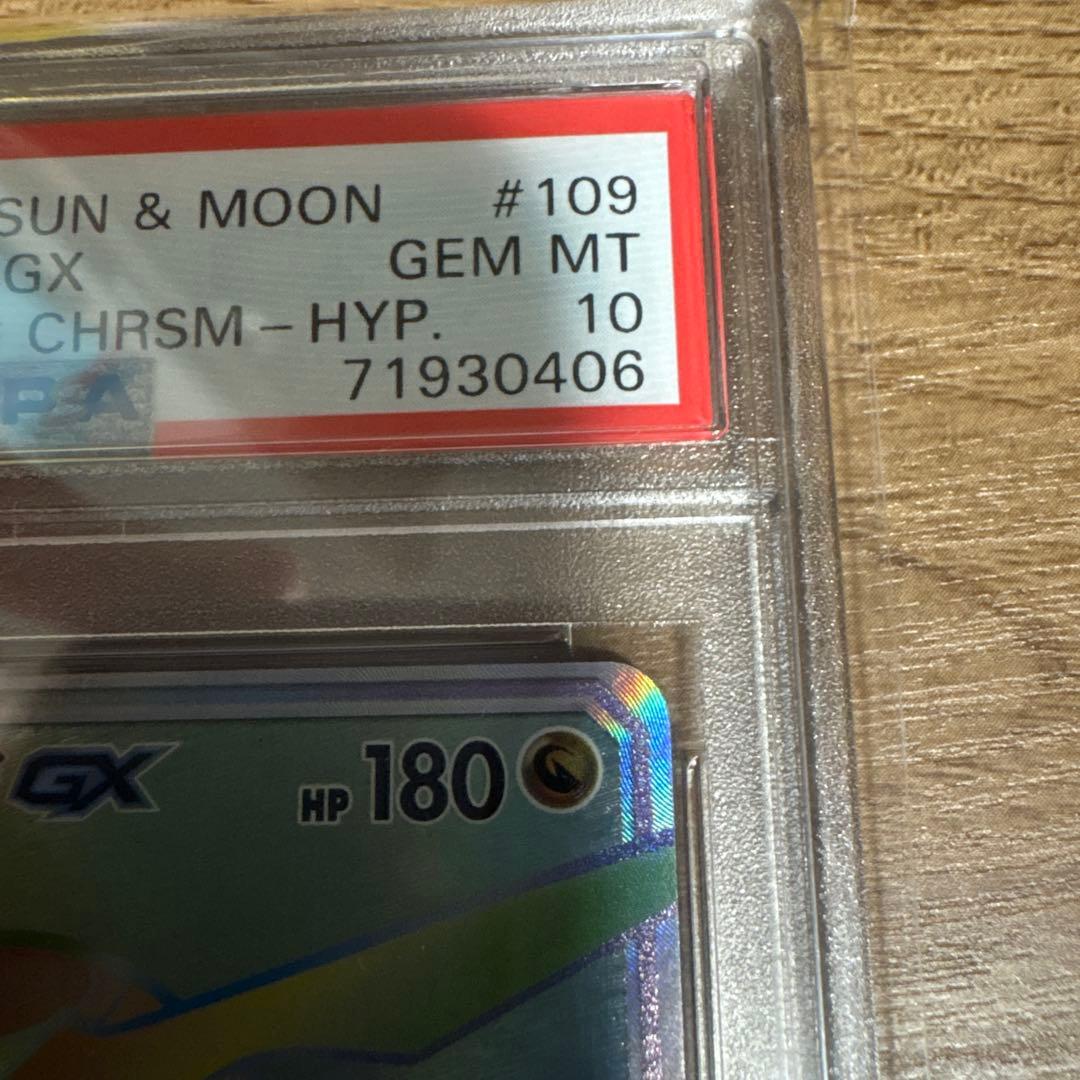 SUN & MOON #109
GX GEM MT
CHRSM-HYP. 10
71930406
GX HP 180